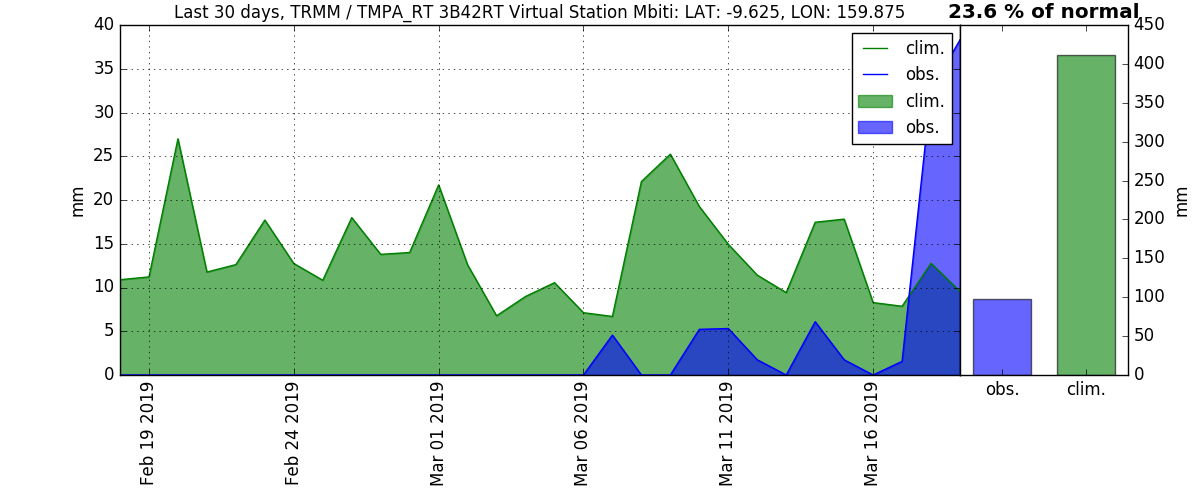 Last 30 days, TRMM / TMPA_RT 3B42RT Virtual Station Mbiti: LAT: -9.625, LON: 159.875
23.6 % of normal
40
35
30
25
20
15
10
5
0
mm
clim.
obs.
clim.
obs.
Feb 19 2019
Feb 24 2019
Mar 01 2019
Mar 06 2019
Mar 11 2019
Mar 16 2019
450
400
350
300
250
200
150
100
50
0
mm
obs.
clim.